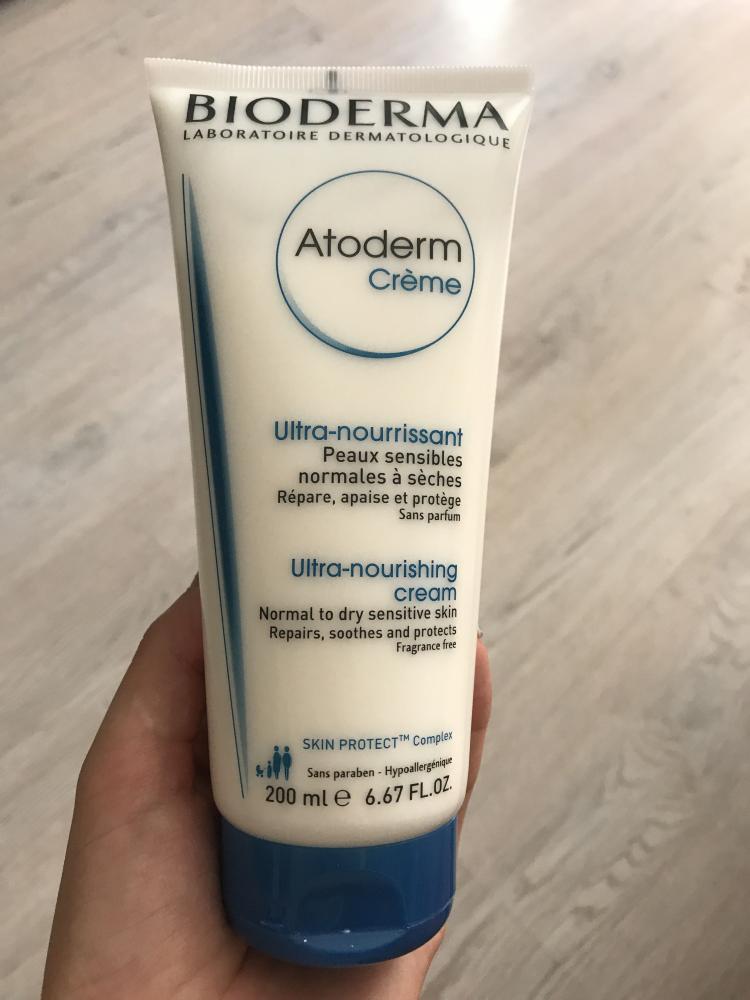 BIODERMA
LABORATOIRE DERMATOLOGIQUE
Atoderm
Crème
Ultra-nourrissant
Peaux sensibles
normales à sèches
Répare, apaise et protège
Sans parfum
Ultra-nourishing
cream
Normal to dry sensitive skin
Repairs, soothes and protects
Fragrance free
SKIN PROTECT™ Complex
Sans paraben - Hypoallergénique
200 ml ℮ 6.67 FL.OZ.